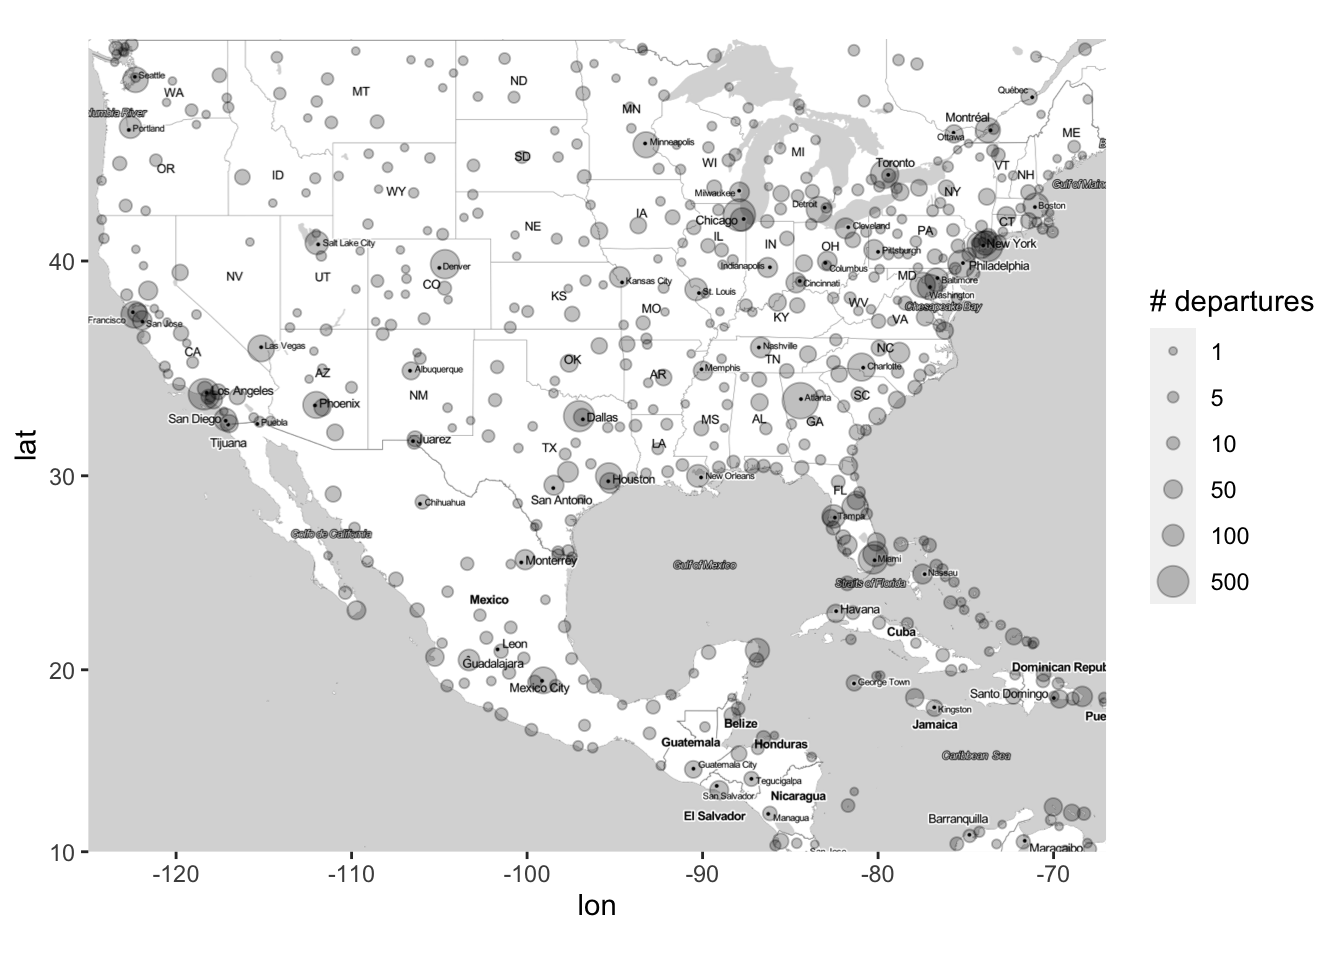 Seattle
WA
Portland
OR
MT
ID
ND
SD
WY
NE
MN
Minneapolis
WI
IA
Milwaukee
Chicago
IL
MI
Detroit
IN
Indianapolis
OH
Columbus
Cincinnati
Cleveland
Pittsburgh
PA
Toronto
Ottawa
Montréal
Québec
ME
VT
NH
NY
CT
Boston
New York
Philadelphia
MD
Baltimore
Washington
Chesapeake Bay
VA
WV
KY
NV
Salt Lake City
UT
Denver
CO
KS
Kansas City
MO
St. Louis
Francisco
San Jose
CA
Las Vegas
AZ
Albuquerque
NM
OK
AR
Memphis
Nashville
TN
NC
Charlotte
SC
Los Angeles
San Diego
Tijuana
Puebla
Phoenix
Juarez
Dallas
TX
LA
MS
AL
Atlanta
GA
Houston
San Antonio
New Orleans
FL
Tampa
Miami
Nassau
Straits of Florida
Chihuahua
Golfo de California
Gulf of Mexico
Monterrey
Mexico
Leon
Guadalajara
Mexico City
Havana
Cuba
George Town
Kingston
Jamaica
Dominican Repub
Santo Domingo
Pue
Belize
Guatemala
Honduras
Guatemala City
Tegucigalpa
San Salvador
Nicaragua
El Salvador
Managua
Caribbean Sea
Barranquilla
Maracaibo
San Jose
40
30
20
10
lat
-120
-110
-100
-90
-80
-70
lon
# departures
1
5
10
50
100
500